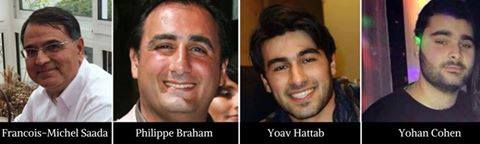 Francois-Michel Saada
Philippe Braham
Yoav Hattab
Yohan Cohen